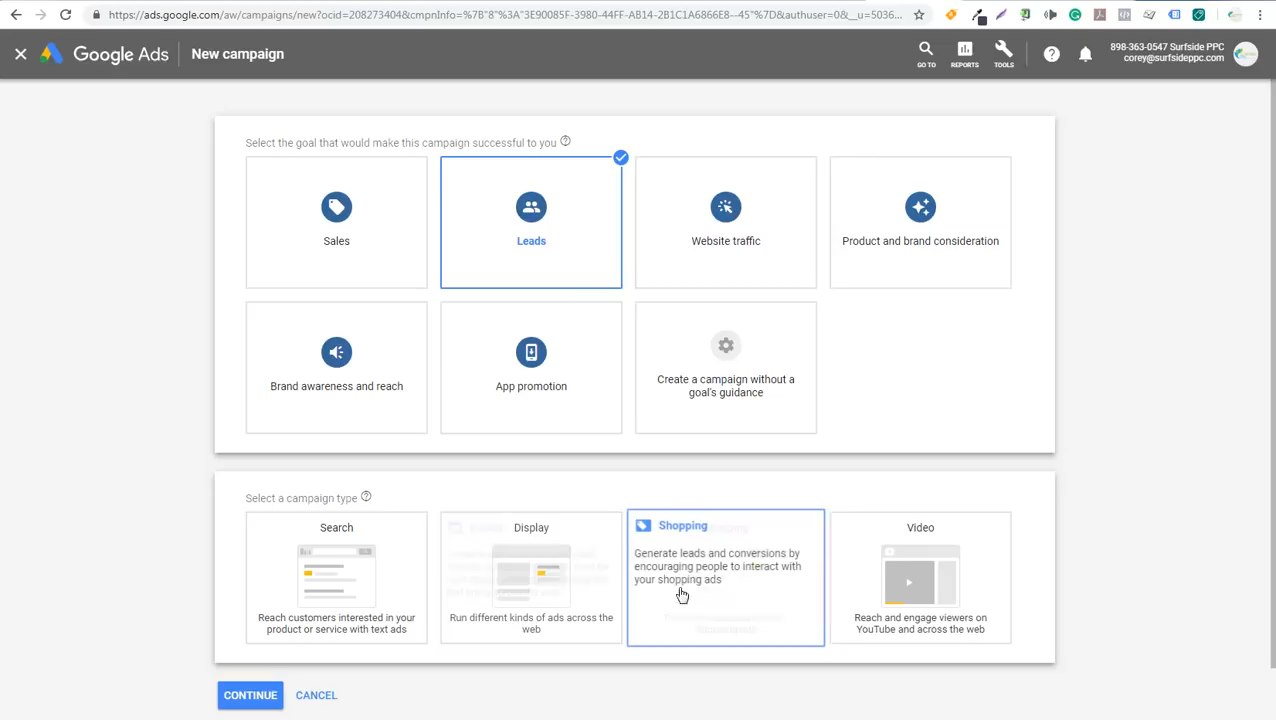 https://ads.google.com/aw/campaigns/new?ocid=208273404&cmpnInfo=%7B"8"%3A"3E90085F-3980-44FF-AB14-2B1C1A6866E8--45"%7D&authuser=0&__u=5036...
Google Ads
New campaign
GO TO
REPORTS
TOOLS
898-363-0547 Surfside PPC
corey@surfsideppc.com
Select the goal that would make this campaign successful to you
Sales
Leads
Website traffic
Product and brand consideration
Brand awareness and reach
App promotion
Create a campaign without a
goal's guidance
Select a campaign type
Search
Reach customers interested in your
product or service with text ads
Display
Run different kinds of ads across the
web
Shopping
Generate leads and conversions by
encouraging people to interact with
your shopping ads
Video
Reach and engage viewers on
YouTube and across the web
CONTINUE
CANCEL